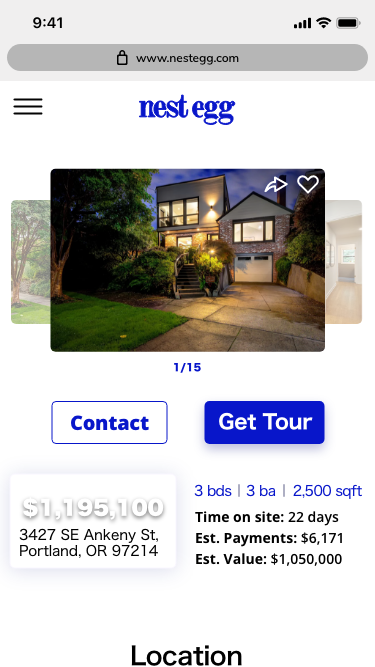 9:41
www.nestegg.com
nest egg
1/15
Contact
Get Tour
$1,195,100
3427 SE Ankeny St,
Portland, OR 97214
3 bds | 3 ba | 2,500 sqft
Time on site: 22 days
Est. Payments: $6,171
Est. Value: $1,050,000
Location